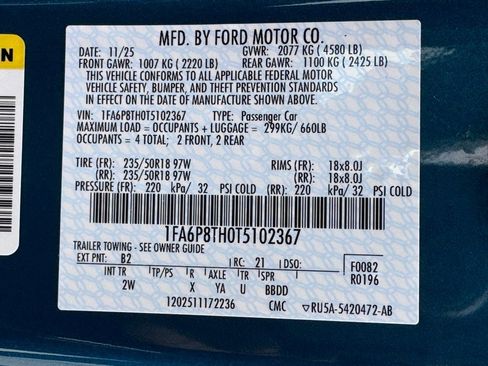 MFD. BY FORD MOTOR CO.
DATE: 11/25 GVWR: 2077 KG ( 4580 LB)
FRONT GAWR: 1007 KG ( 2220 LB) REAR GAWR: 1100 KG ( 2425 LB)
THIS VEHICLE CONFORMS TO ALL APPLICABLE FEDERAL MOTOR
VEHICLE SAFETY, BUMPER, AND THEFT PREVENTION STANDARDS
IN EFFECT ON THE DATE OF MANUFACTURE SHOWN ABOVE.
VIN: 1FA6P8TH0T5102367 TYPE: Passenger Car
MAXIMUM LOAD = OCCUPANTS + LUGGAGE = 299KG/ 660LB
OCCUPANTS = 4 TOTAL; 2 FRONT, 2 REAR
TIRE (FR): 235/50R18 97W RIMS (FR): 18x8.0J
(RR): 235/50R18 97W (RR): 18x8.0J
PRESSURE (FR): 220 kPa/ 32 PSI COLD (RR): 220 kPa/ 32 PSI COLD
1FA6P8TH0T5102367
TRAILER TOWING - SEE OWNER GUIDE
EXT PNT: B2 RC: 21 DSO: F0082
INT TR TP/PS R AXLE TR SPR R0196
2W X YA U BBDD
1202511172236 CMC RU5A-5420472-AB